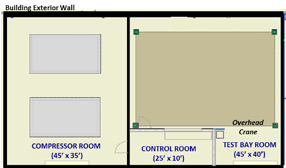 Building Exterior Wall
Overhead
Crane
COMPRESSOR ROOM
(45' x 35')
CONTROL ROOM
(25' x 10')
TEST BAY ROOM
(45' x 40')